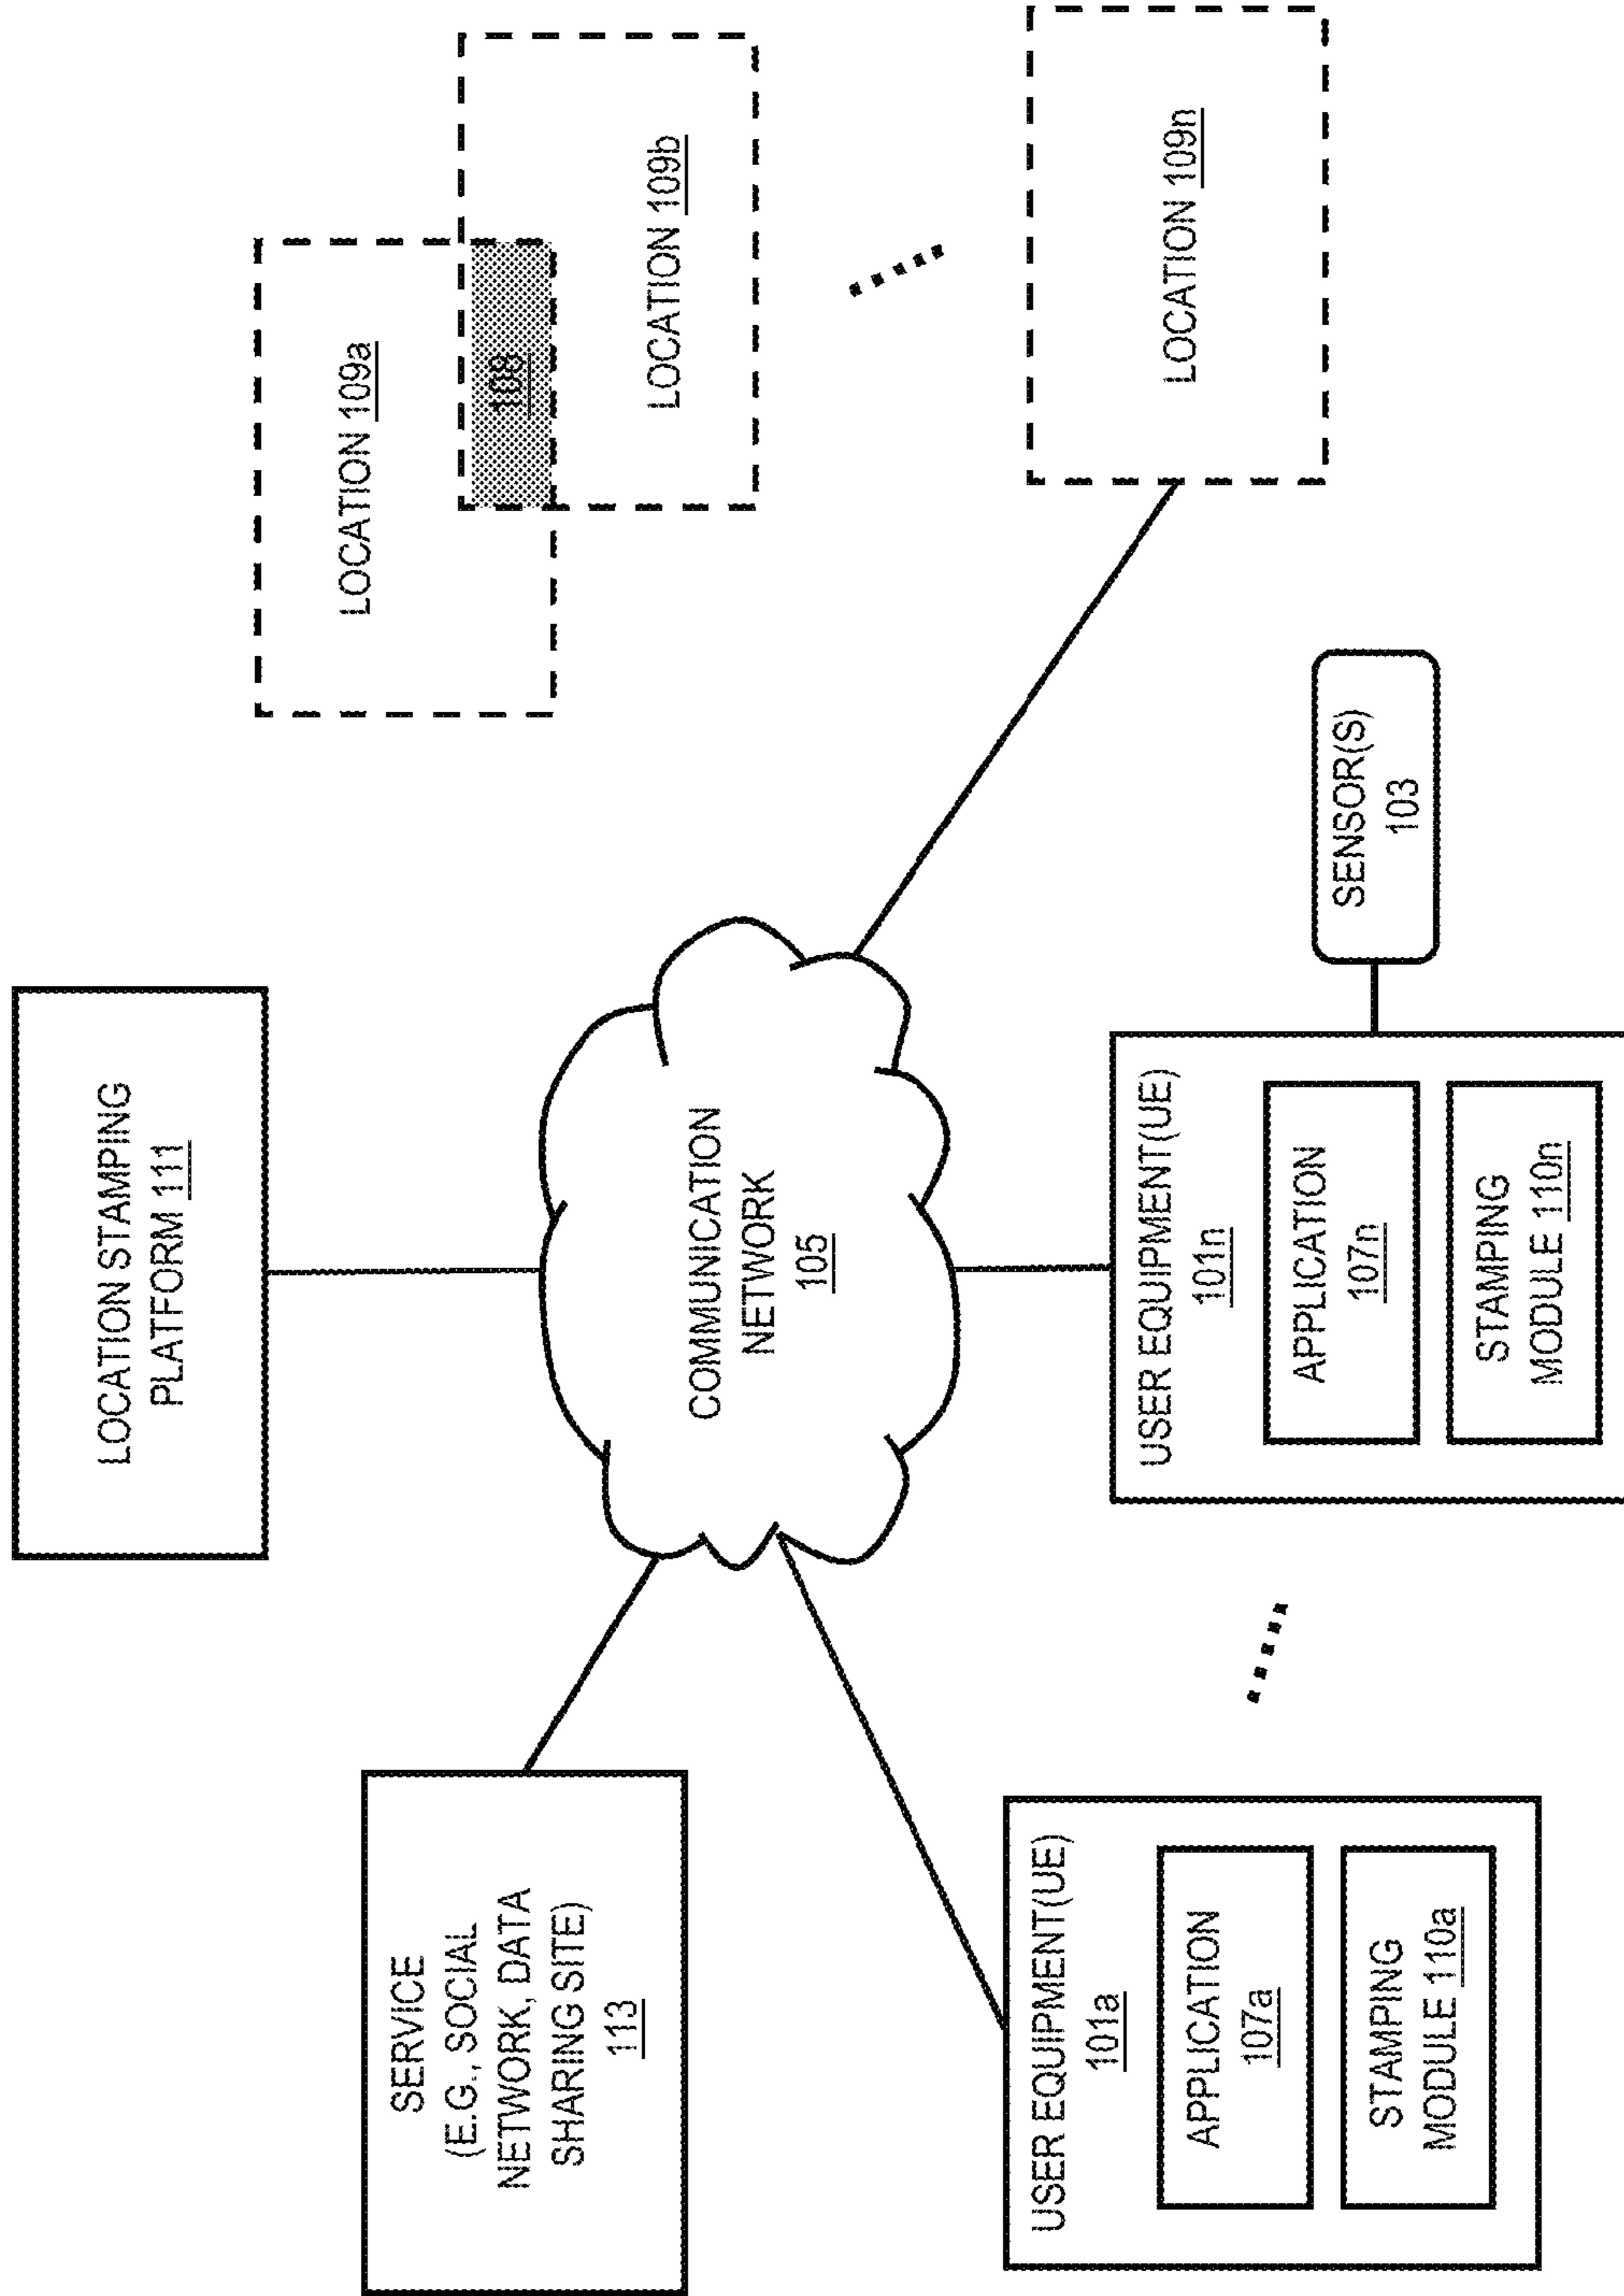 LOCATION STAMPING
PLATFORM 111
SERVICE
(E.G., SOCIAL
NETWORK, DATA
SHARING SITE)
113
COMMUNICATION
NETWORK
105
LOCATION 109a
108
LOCATION 109b
LOCATION 109n
USER EQUIPMENT(UE)
101a
APPLICATION
107a
STAMPING
MODULE 110a
USER EQUIPMENT(UE)
101n
APPLICATION
107n
STAMPING
MODULE 110n
SENSOR(S)
103